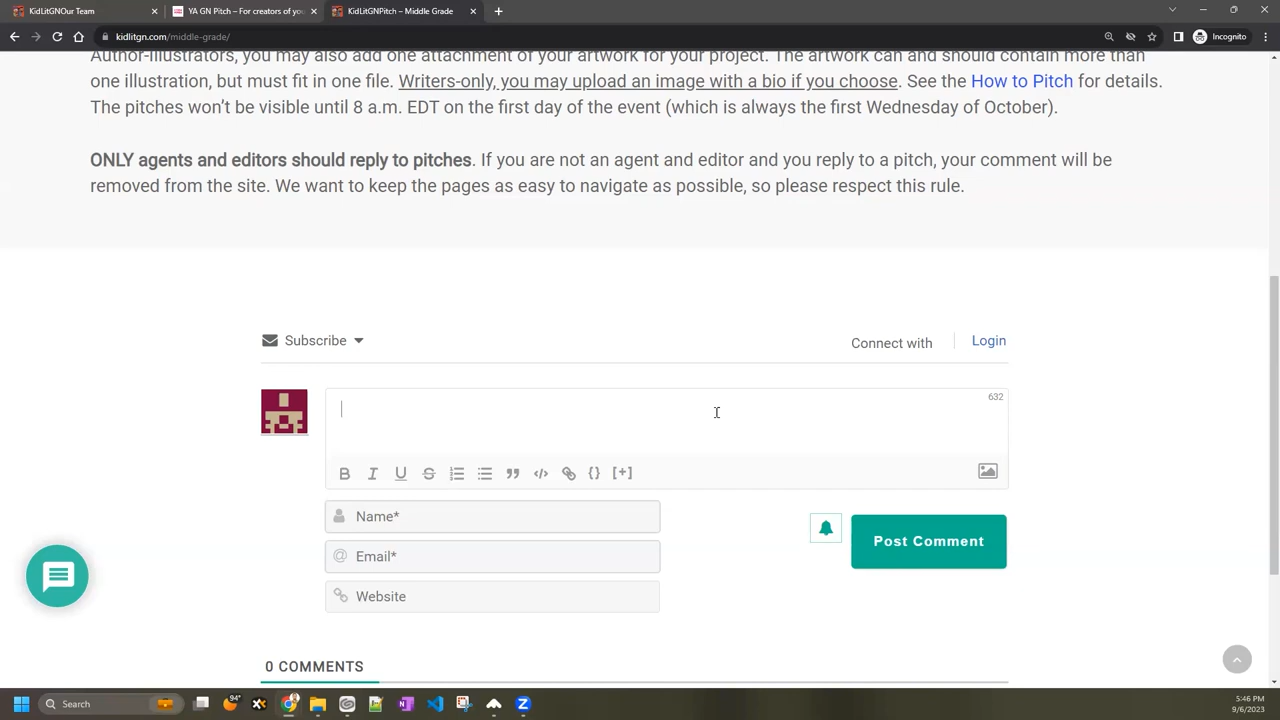 KidLitGNOur Team
YA GN Pitch – For creators of you
KidLitGNPitch – Middle Grade
kidlitgn.com/middle-grade/
Incognito
Author-Illustrators, you may also add one attachment of your artwork for your project. The artwork can and should contain more than
one illustration, but must fit in one file. Writers-only, you may upload an image with a bio if you choose. See the How to Pitch for details.
The pitches won't be visible until 8 a.m. EDT on the first day of the event (which is always the first Wednesday of October).
ONLY agents and editors should reply to pitches. If you are not an agent and editor and you reply to a pitch, your comment will be
removed from the site. We want to keep the pages as easy to navigate as possible, so please respect this rule.
Subscribe
Connect with
Login
632
B I U S {} [+]
Name*
Email*
Website
Post Comment
0 COMMENTS
Search
94°
5:46 PM
9/6/2023